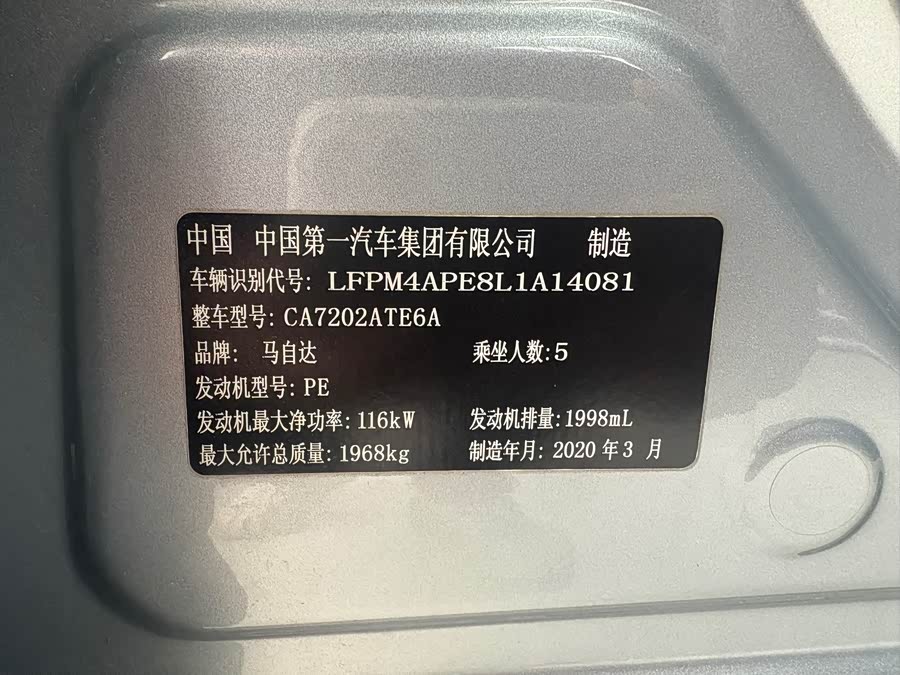 中国 中国第一汽车集团有限公司 制造
车辆识别代号: LFPM4APE8L1A14081
整车型号: CA7202ATE6A
品牌: 马自达 乘坐人数:5
发动机型号: PE
发动机最大净功率: 116kW 发动机排量: 1998mL
最大允许总质量: 1968kg 制造年月: 2020 年 3 月